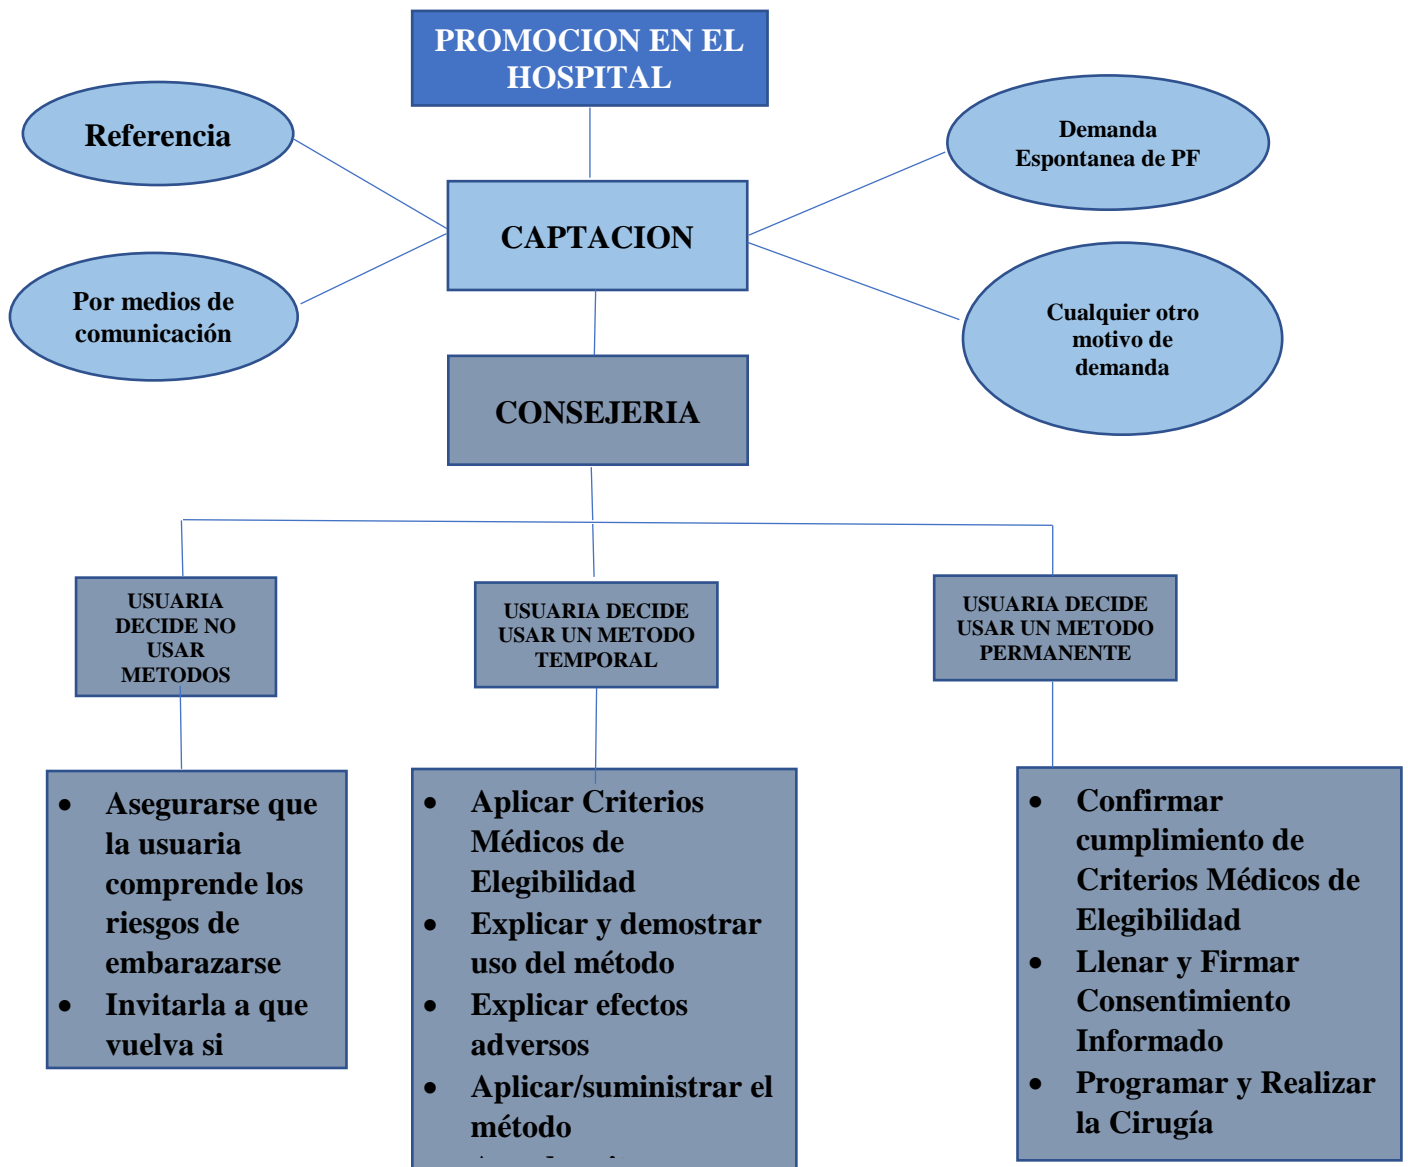 PROMOCION EN EL
HOSPITAL
Referencia
Demanda
Espontanea de PF
CAPTACION
Por medios de
comunicación
Cualquier otro
motivo de
demanda
CONSEJERIA
USUARIA
DECIDE NO
USAR
METODOS
USUARIA DECIDE
USAR UN METODO
TEMPORAL
USUARIA DECIDE
USAR UN METODO
PERMANENTE
• Asegurarse que
la usuaria
comprende los
riesgos de
embarazarse
• Invitarla a que
vuelva si
• Aplicar Criterios
Médicos de
Elegibilidad
• Explicar y demostrar
uso del método
• Explicar efectos
adversos
• Aplicar/suministrar el
método
• Confirmar
cumplimiento de
Criterios Médicos de
Elegibilidad
• Llenar y Firmar
Consentimiento
Informado
• Programar y Realizar
la Cirugía